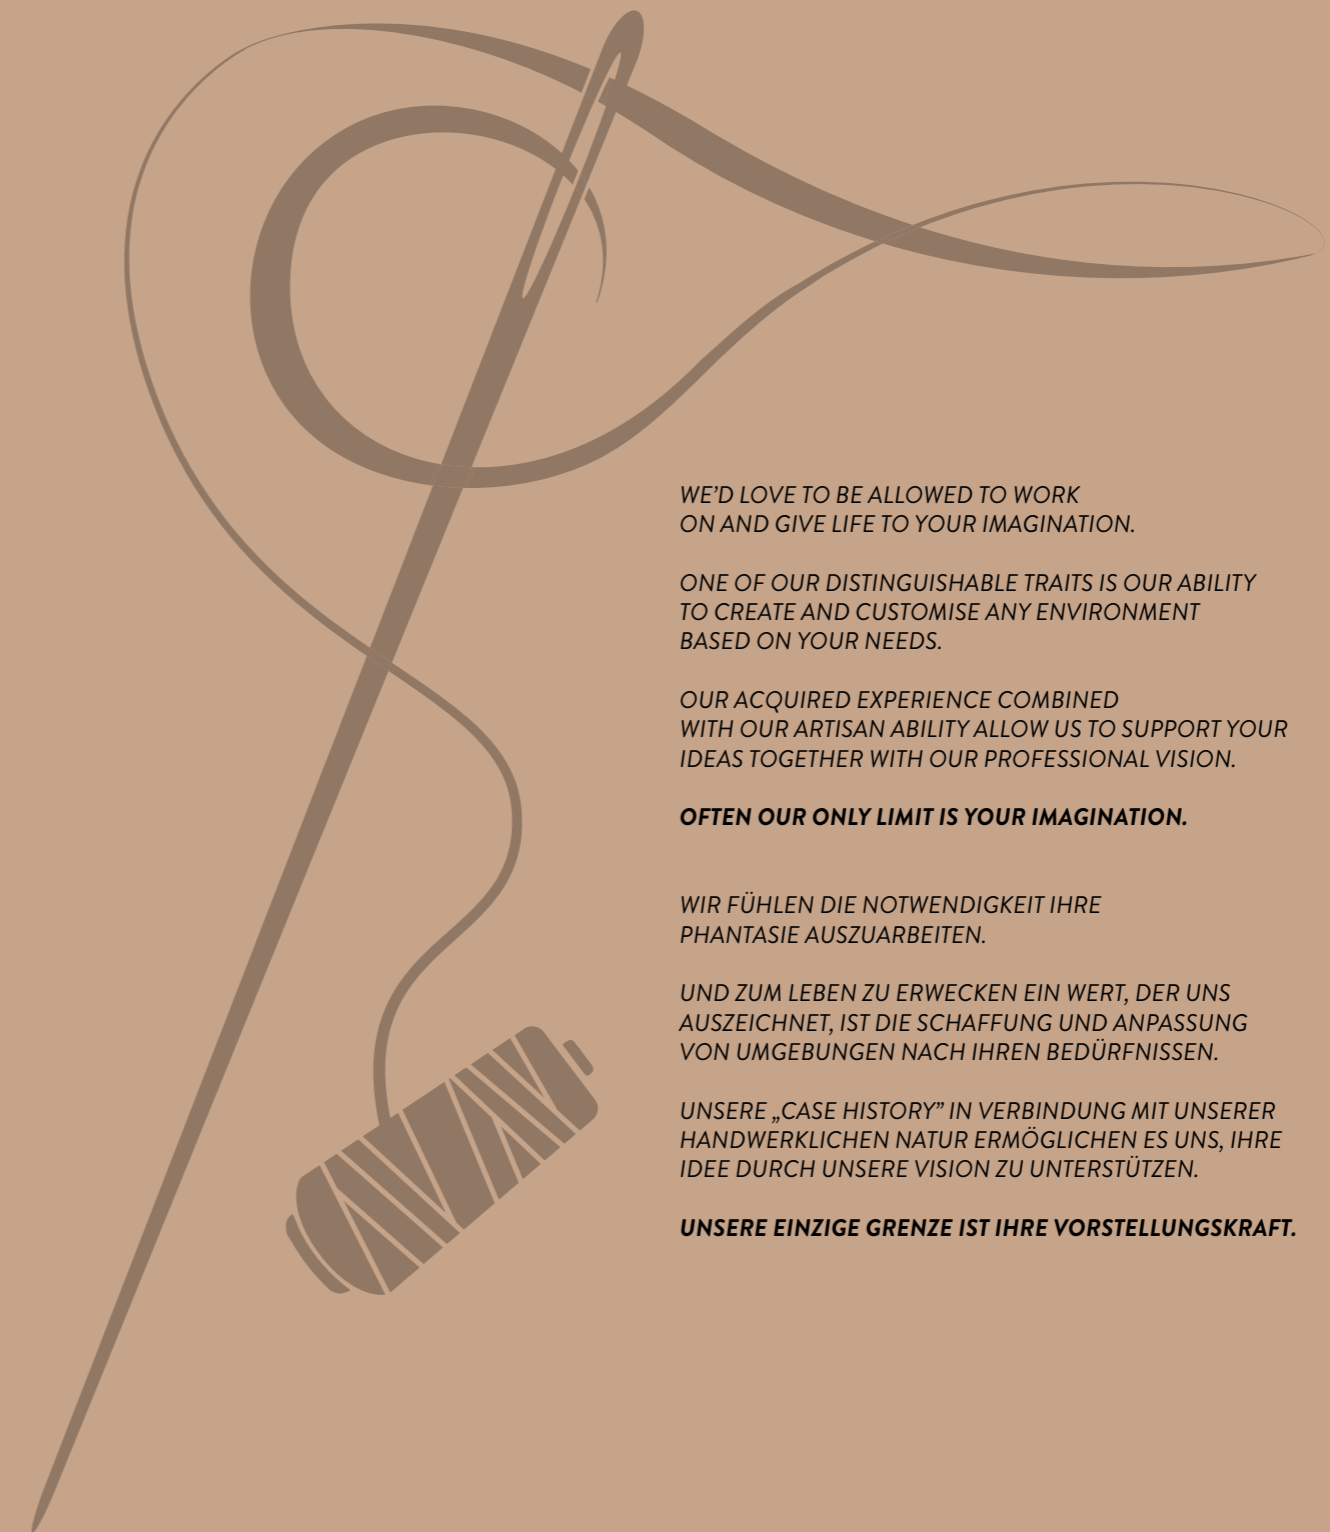 WE’D LOVE TO BE ALLOWED TO WORK
ON AND GIVE LIFE TO YOUR IMAGINATION.
ONE OF OUR DISTINGUISHABLE TRAITS IS OUR ABILITY
TO CREATE AND CUSTOMISE ANY ENVIRONMENT
BASED ON YOUR NEEDS.
OUR ACQUIRED EXPERIENCE COMBINED
WITH OUR ARTISAN ABILITY ALLOW US TO SUPPORT YOUR
IDEAS TOGETHER WITH OUR PROFESSIONAL VISION.
OFTEN OUR ONLY LIMIT IS YOUR IMAGINATION.
WIR FÜHLEN DIE NOTWENDIGKEIT IHRE
PHANTASIE AUSZUARBEITEN.
UND ZUM LEBEN ZU ERWECKEN EIN WERT, DER UNS
AUSZEICHNET, IST DIE SCHAFFUNG UND ANPASSUNG
VON UMGEBUNGEN NACH IHREN BEDÜRFNISSEN.
UNSERE „CASE HISTORY” IN VERBINDUNG MIT UNSERER
HANDWERKLICHEN NATUR ERMÖGLICHEN ES UNS, IHRE
IDEE DURCH UNSERE VISION ZU UNTERSTÜTZEN.
UNSERE EINZIGE GRENZE IST IHRE VORSTELLUNGSKRAFT.